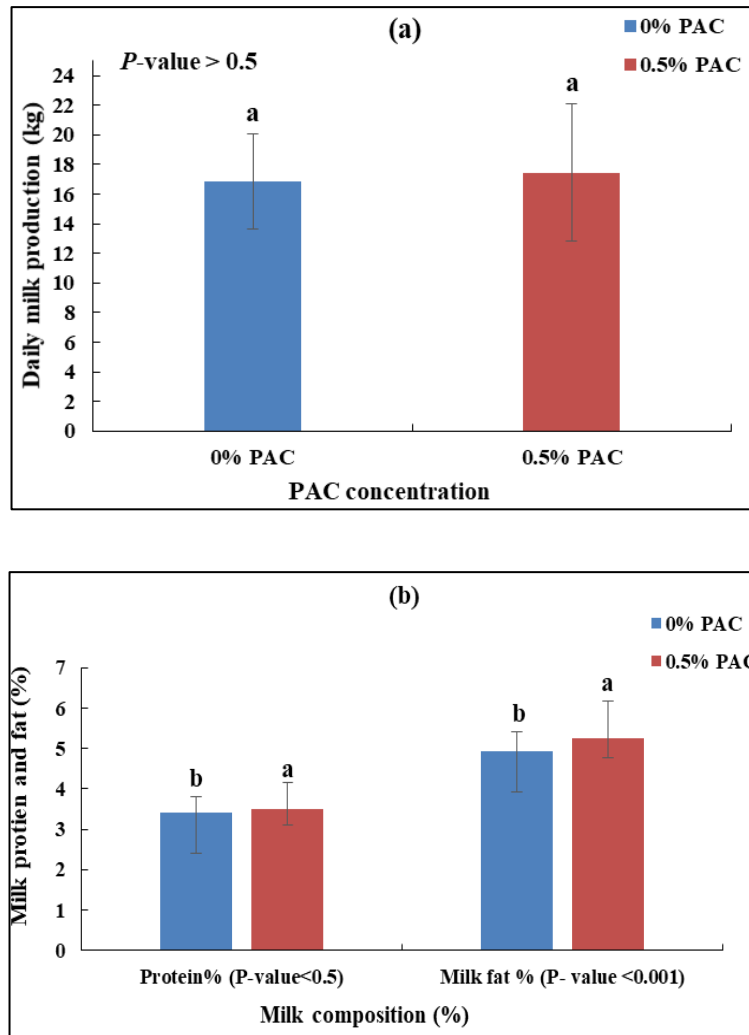 (a)
0% PAC
0.5% PAC
P-value > 0.5
Daily milk production (kg)
24
22
20
18
16
14
12
10
8
6
4
2
0
a
a
0% PAC
0.5% PAC
PAC concentration
(b)
0% PAC
0.5% PAC
Milk protien and fat (%)
7
6
5
4
3
2
1
0
b
a
b
a
Protein% (P-value<0.5)
Milk fat % (P- value <0.001)
Milk composition (%)